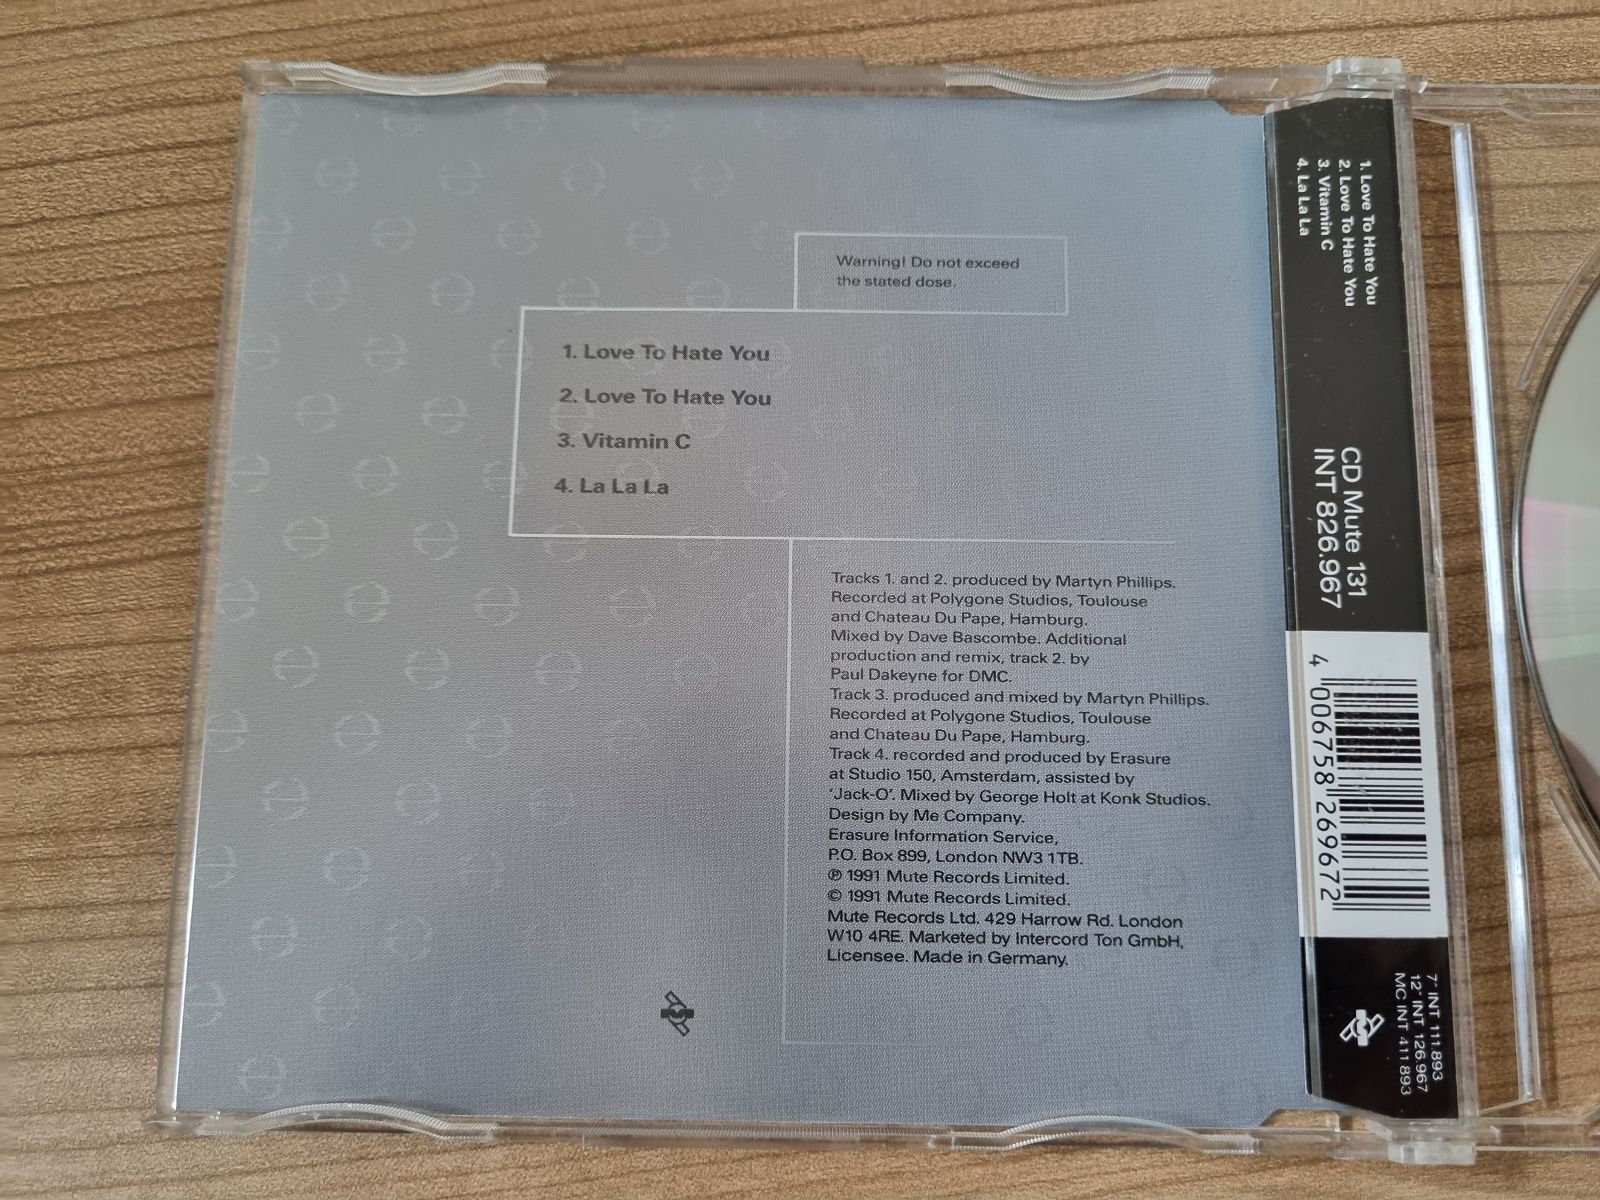 Warning! Do not exceed
the stated dose.
1. Love To Hate You
2. Love To Hate You
3. Vitamin C
4. La La La
Tracks 1. and 2. produced by Martyn Phillips.
Recorded at Polygone Studios, Toulouse
and Chateau Du Pape, Hamburg.
Mixed by Dave Bascombe. Additional
production and remix, track 2. by
Paul Dakeyne for DMC.
Track 3. produced and mixed by Martyn Phillips.
Recorded at Polygone Studios, Toulouse
and Chateau Du Pape, Hamburg.
Track 4. recorded and produced by Erasure
at Studio 150, Amsterdam, assisted by
'Jack-O'. Mixed by George Holt at Konk Studios.
Design by Me Company.
Erasure Information Service,
P.O. Box 899, London NW3 1TB.
℗ 1991 Mute Records Limited.
© 1991 Mute Records Limited.
Mute Records Ltd. 429 Harrow Rd. London
W10 4RE. Marketed by Intercord Ton GmbH,
Licensee. Made in Germany.
1. Love To Hate You
2. Love To Hate You
3. Vitamin C
4. La La La
CD Mute 131
INT 826.967
4 006758 269672
7" INT 111.893
12" INT 126.967
MC INT 411.893